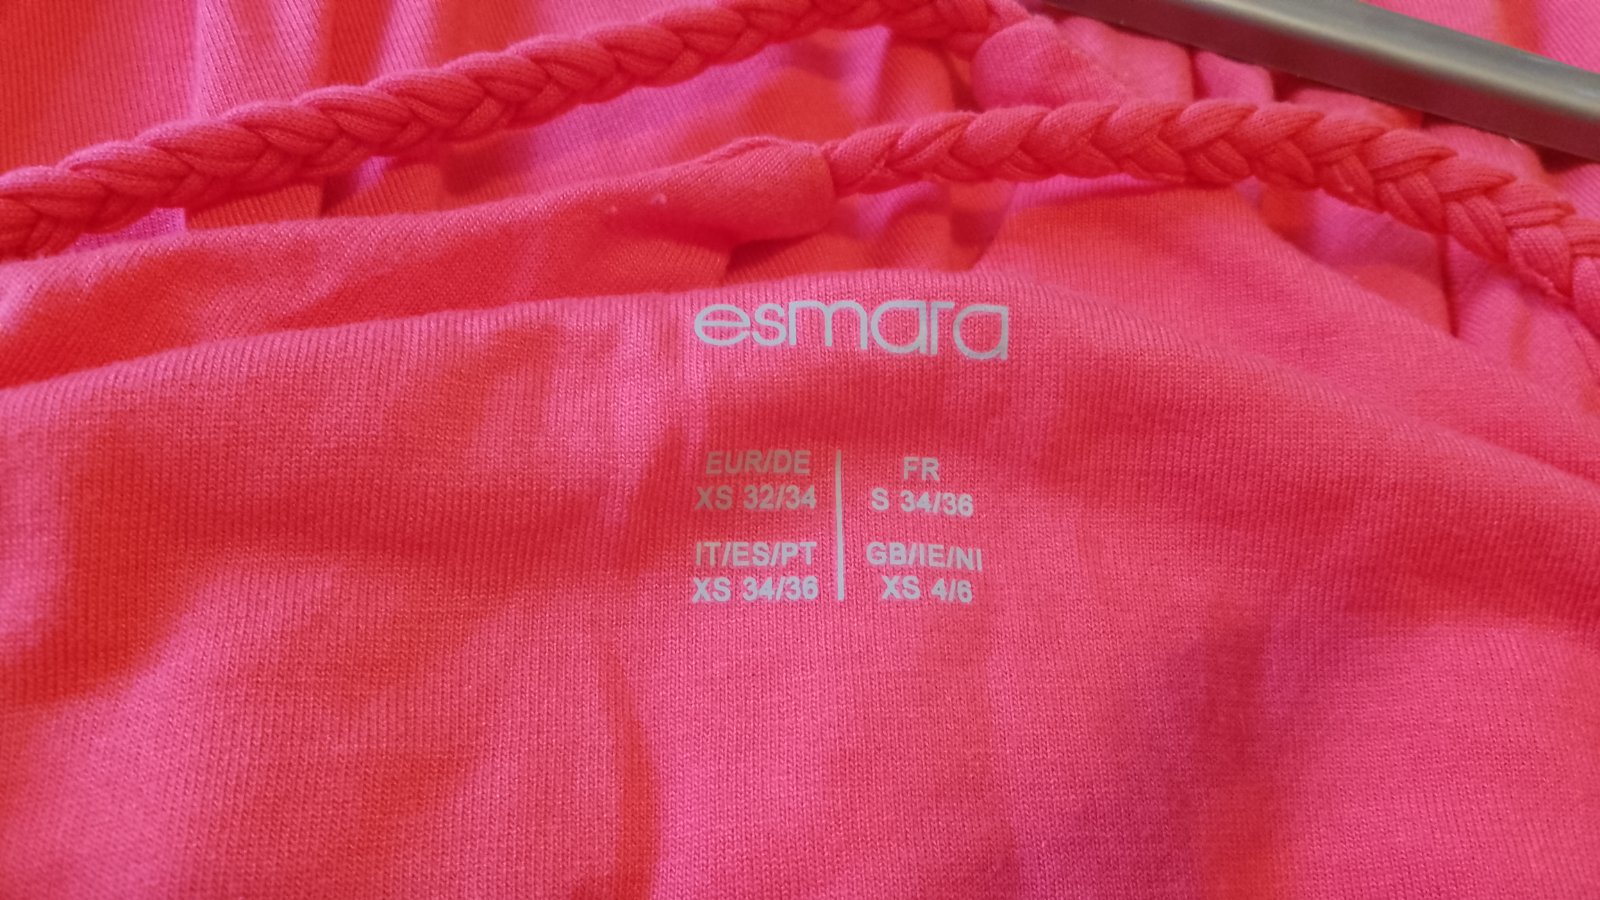 esmara
EUR/DE
XS 32/34
FR
S 34/36
IT/ES/PT
XS 34/36
GB/IE/NI
XS 4/6